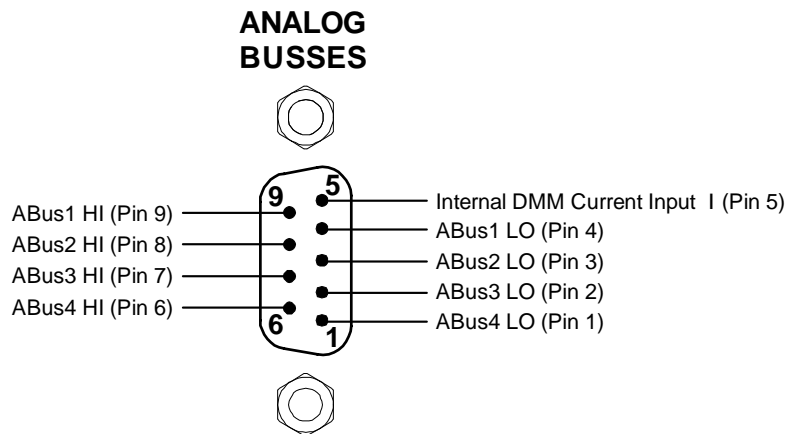 ANALOG
BUSSES
9
5
ABus1 HI (Pin 9)
ABus2 HI (Pin 8)
ABus3 HI (Pin 7)
ABus4 HI (Pin 6)
Internal DMM Current Input I (Pin 5)
ABus1 LO (Pin 4)
ABus2 LO (Pin 3)
ABus3 LO (Pin 2)
ABus4 LO (Pin 1)
6
1